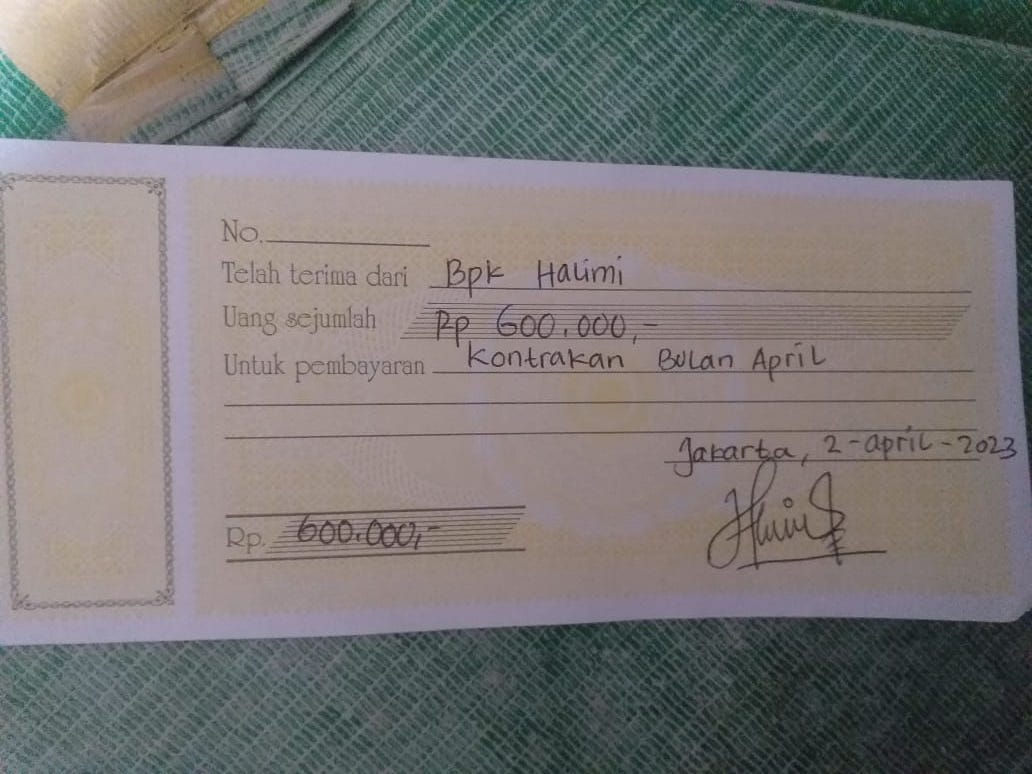 No.
Telah terima dari Bpk Halimi
Uang sejumlah Rp 600.000,-
Untuk pembayaran Kontrakan Bulan April
Jakarta, 2-april-2023
Rp. 600.000,-